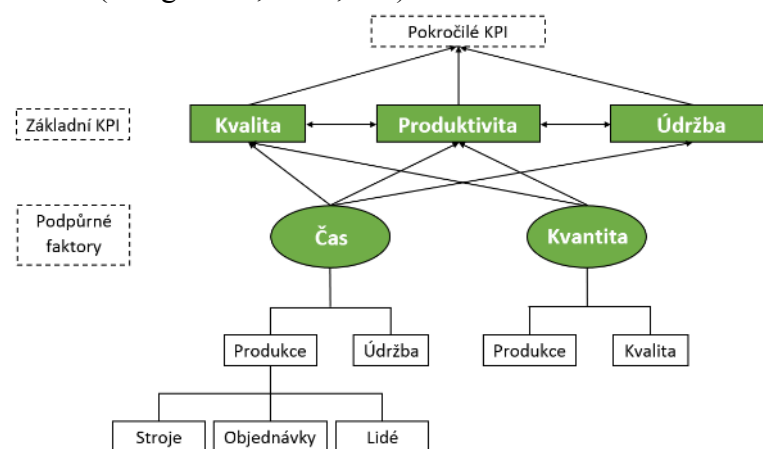 Pokročilé KPI
Základní KPI
Kvalita
Produktivita
Údržba
Podpůrné
faktory
Čas
Kvantita
Produkce
Údržba
Produkce
Kvalita
Stroje
Objednávky
Lidé